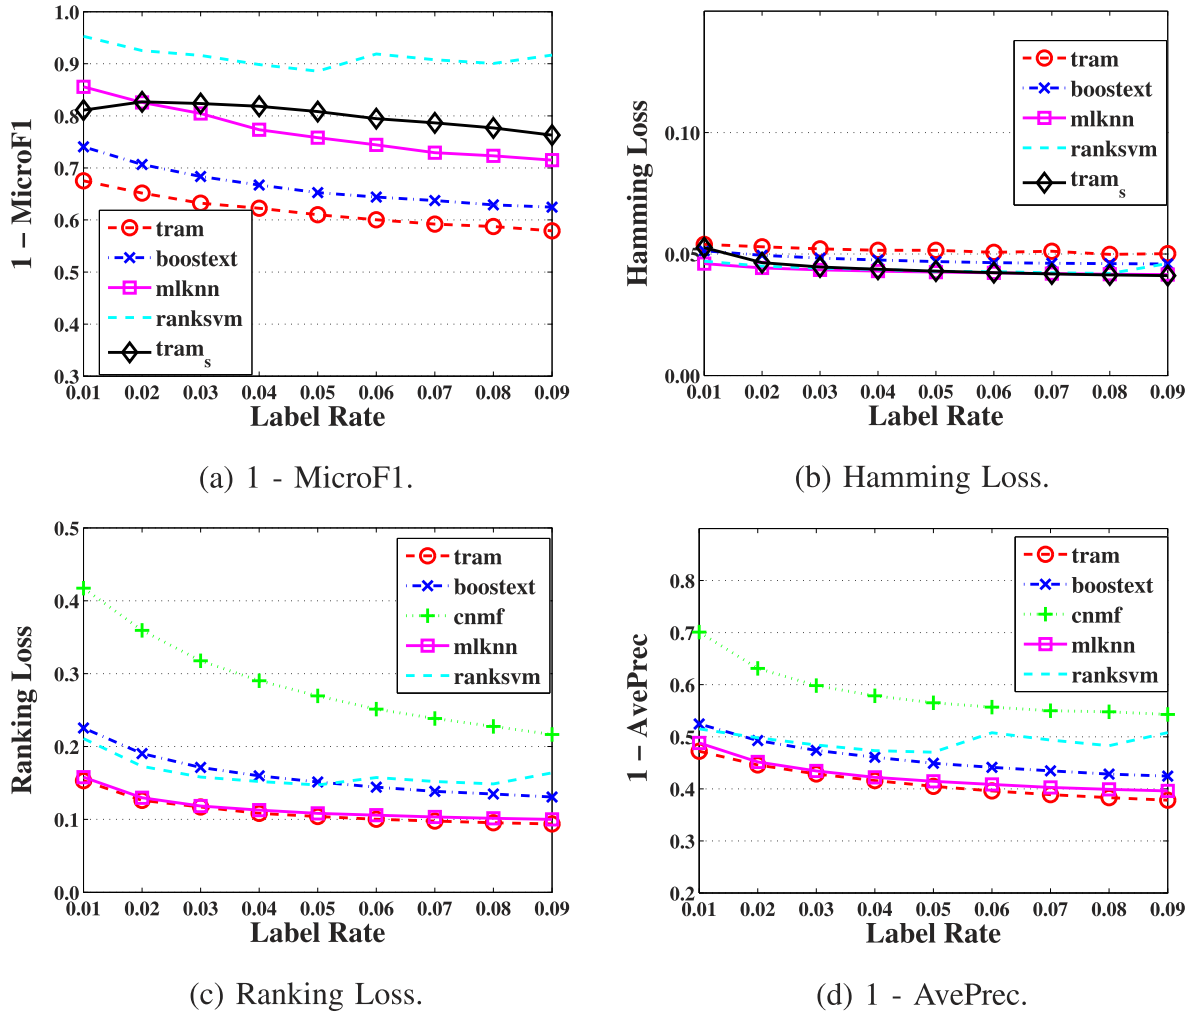 1.0
0.9
0.8
0.7
0.6
0.5
0.4
0.3
1 − MicroF1
tram
boostext
mlknn
ranksvm
tram_s
0.01 0.02 0.03 0.04 0.05 0.06 0.07 0.08 0.09
Label Rate
(a) 1 - MicroF1.
0.10
0.05
0.00
Hamming Loss
tram
boostext
mlknn
ranksvm
tram_s
0.01 0.02 0.03 0.04 0.05 0.06 0.07 0.08 0.09
Label Rate
(b) Hamming Loss.
0.5
0.4
0.3
0.2
0.1
0.0
Ranking Loss
tram
boostext
cnmf
mlknn
ranksvm
0.01 0.02 0.03 0.04 0.05 0.06 0.07 0.08 0.09
Label Rate
(c) Ranking Loss.
0.8
0.7
0.6
0.5
0.4
0.3
0.2
1 − AvePrec
tram
boostext
cnmf
mlknn
ranksvm
0.01 0.02 0.03 0.04 0.05 0.06 0.07 0.08 0.09
Label Rate
(d) 1 - AvePrec.